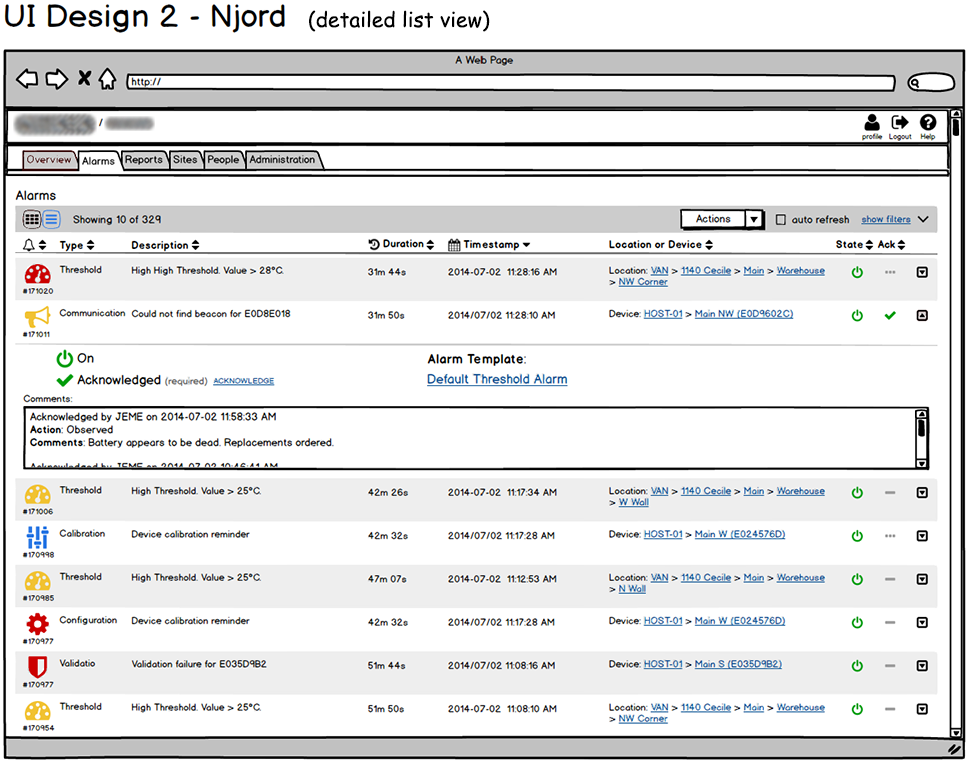 UI Design 2 - Njord (detailed list view)
A Web Page
http://
/
profile Logout Help
Overview Alarms Reports Sites People Administration
Alarms
Showing 10 of 329 Actions auto refresh show filters
Type Description Duration Timestamp Location or Device State Ack
Threshold High High Threshold. Value > 28°C. 31m 44s 2014-07-02 11:28:16 AM Location: VAN > 1140 Cecile > Main > Warehouse
> NW Corner
#171020
Communication Could not find beacon for E0D8E018 31m 50s 2014/07/02 11:28:10 AM Device: HOST-01 > Main NW (E0D9602C)
#171011
On Alarm Template:
Acknowledged (required) ACKNOWLEDGE Default Threshold Alarm
Comments:
Acknowledged by JEME on 2014-07-02 11:58:33 AM
Action: Observed
Comments: Battery appears to be dead. Replacements ordered.
Acknowledged by JEME on 2014-07-02 10:46:41 AM
Threshold High Threshold. Value > 25°C. 42m 26s 2014-07-02 11:17:34 AM Location: VAN > 1140 Cecile > Main > Warehouse
> W Wall
#171006
Calibration Device calibration reminder 42m 32s 2014/07/02 11:17:28 AM Device: HOST-01 > Main W (E024576D)
#170998
Threshold High Threshold. Value > 25°C. 47m 07s 2014-07-02 11:12:53 AM Location: VAN > 1140 Cecile > Main > Warehouse
> N Wall
#170985
Configuration Device calibration reminder 42m 32s 2014/07/02 11:17:28 AM Device: HOST-01 > Main W (E024576D)
#170977
Validatio Validation failure for E035D9B2 51m 44s 2014/07/02 11:08:16 AM Device: HOST-01 > Main S (E035D9B2)
#170977
Threshold High Threshold. Value > 25°C. 51m 50s 2014-07-02 11:08:10 AM Location: VAN > 1140 Cecile > Main > Warehouse
> NW Corner
#170954